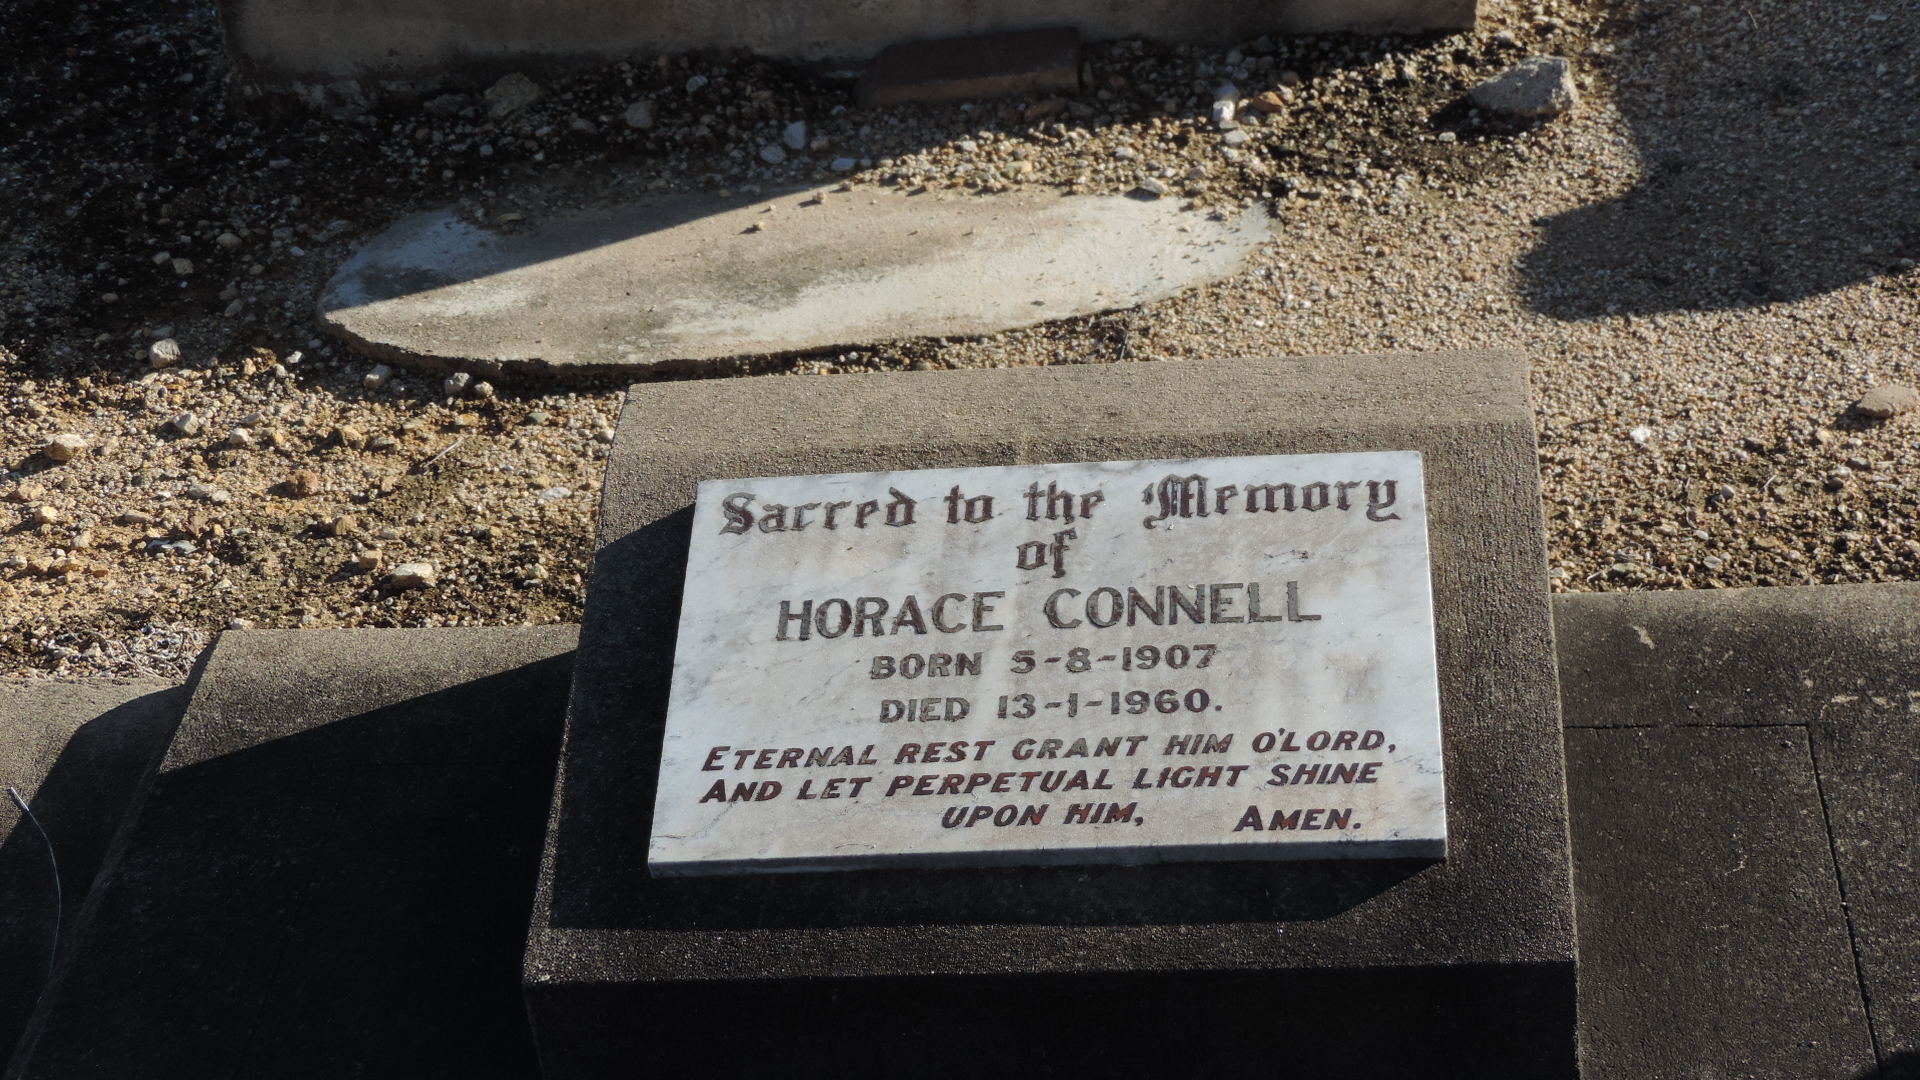 Sacred to the Memory
of
HORACE CONNELL
BORN 5-8-1907
DIED 13-1-1960.
ETERNAL REST GRANT HIM O'LORD,
AND LET PERPETUAL LIGHT SHINE
UPON HIM, AMEN.